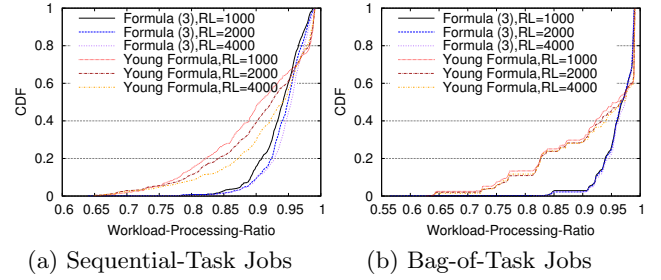 1
0.8
0.6
0.4
0.2
0
CDF
Formula (3),RL=1000
Formula (3),RL=2000
Formula (3),RL=4000
Young Formula,RL=1000
Young Formula,RL=2000
Young Formula,RL=4000
0.6 0.65 0.7 0.75 0.8 0.85 0.9 0.95 1
Workload-Processing-Ratio
(a) Sequential-Task Jobs
1
0.8
0.6
0.4
0.2
0
CDF
Formula (3),RL=1000
Formula (3),RL=2000
Formula (3),RL=4000
Young Formula,RL=1000
Young Formula,RL=2000
Young Formula,RL=4000
0.55 0.6 0.65 0.7 0.75 0.8 0.85 0.9 0.95 1
Workload-Processing-Ratio
(b) Bag-of-Task Jobs